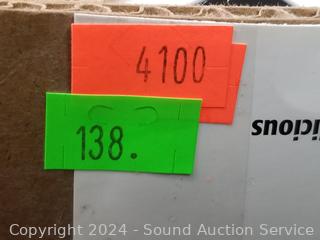 4100
138.
licious
Copyright © 2024 - Sound Auction Service